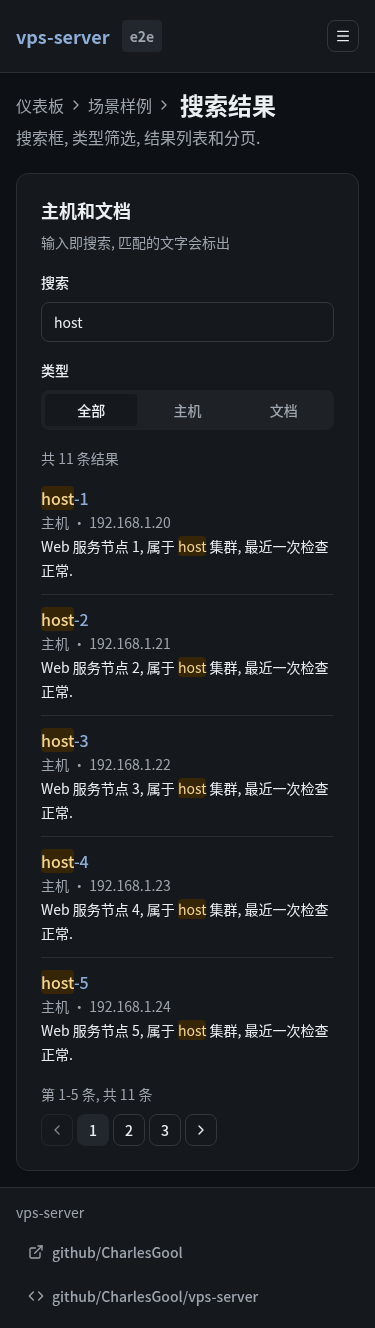 vps-server e2e
仪表板 > 场景样例 > 搜索结果
搜索框, 类型筛选, 结果列表和分页.
主机和文档
输入即搜索, 匹配的文字会标出
搜索
host
类型
全部 主机 文档
共 11 条结果
host-1
主机 · 192.168.1.20
Web 服务节点 1, 属于 host 集群, 最近一次检查
正常.
host-2
主机 · 192.168.1.21
Web 服务节点 2, 属于 host 集群, 最近一次检查
正常.
host-3
主机 · 192.168.1.22
Web 服务节点 3, 属于 host 集群, 最近一次检查
正常.
host-4
主机 · 192.168.1.23
Web 服务节点 4, 属于 host 集群, 最近一次检查
正常.
host-5
主机 · 192.168.1.24
Web 服务节点 5, 属于 host 集群, 最近一次检查
正常.
第 1-5 条, 共 11 条
1 2 3
vps-server
github/CharlesGool
github/CharlesGool/vps-server